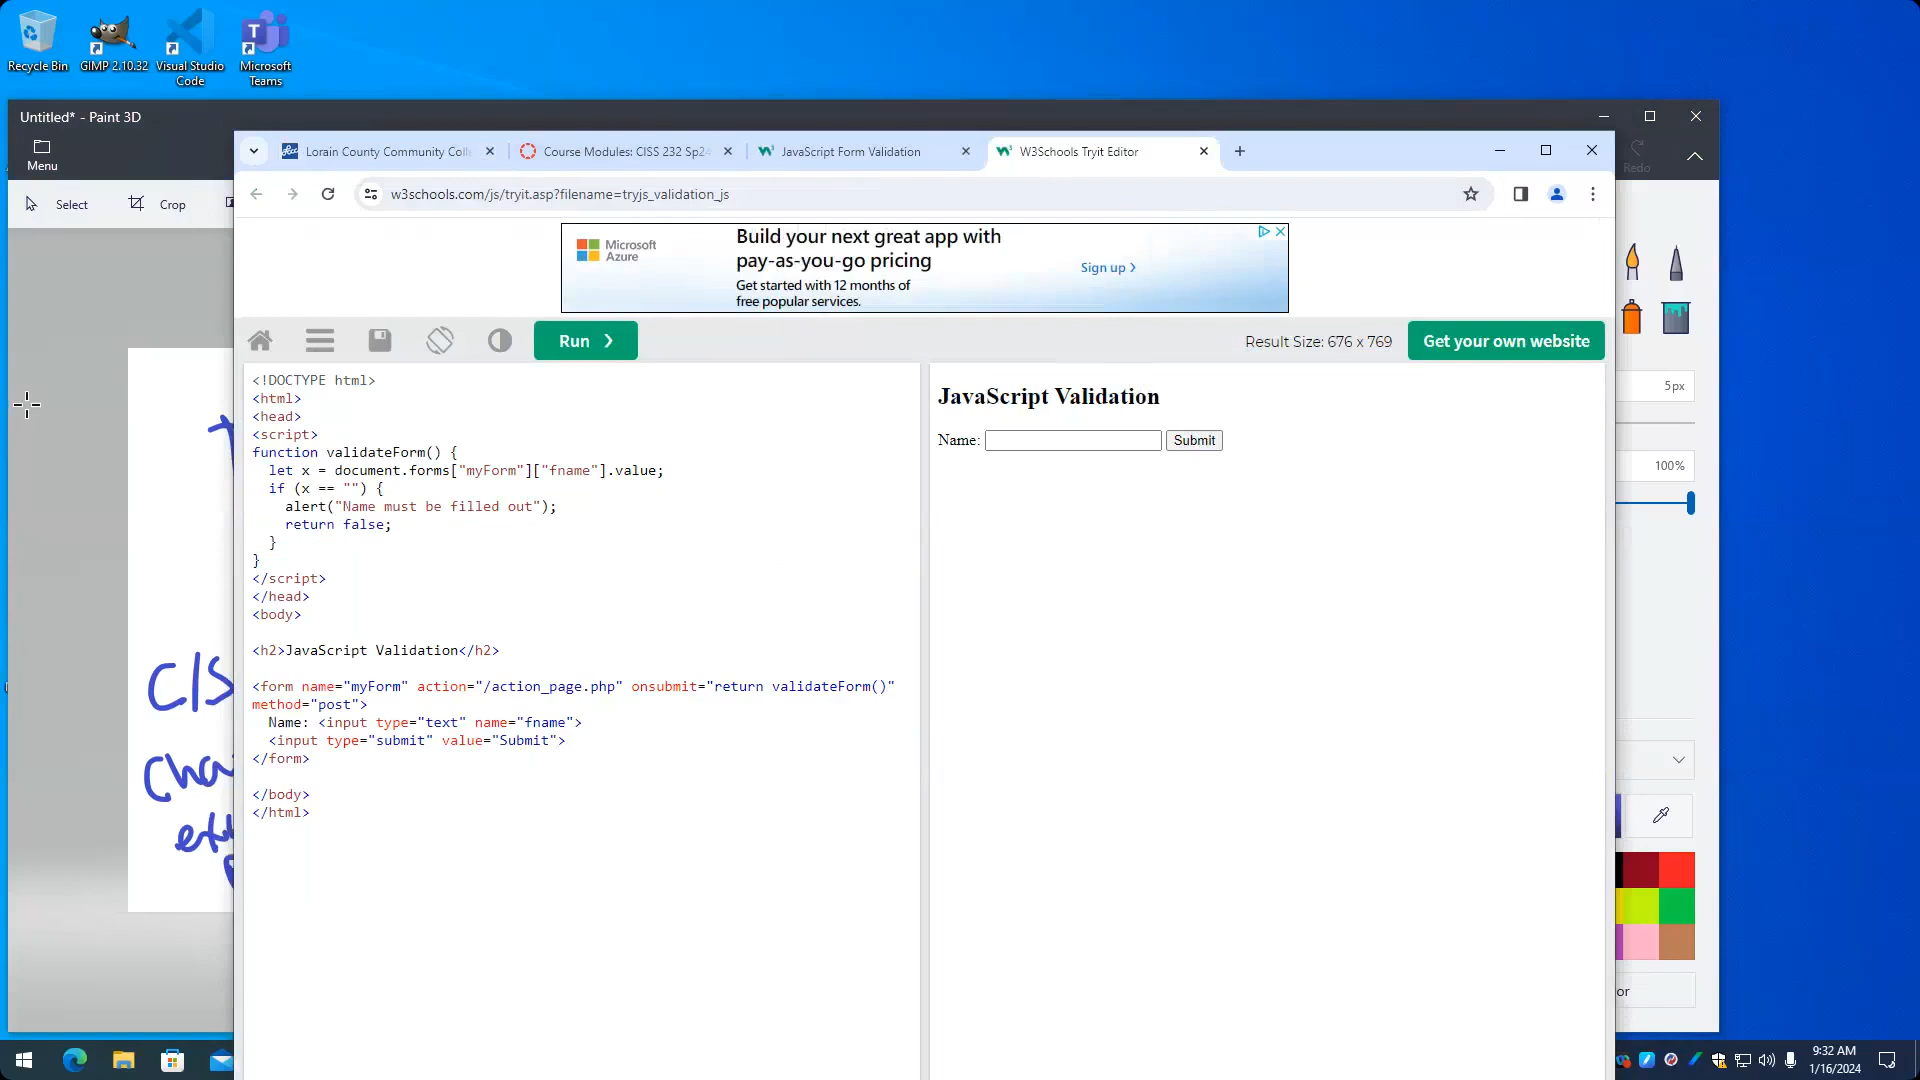 Recycle Bin
GIMP 2.10.32
Visual Studio
Code
Microsoft
Teams
Untitled* - Paint 3D
Menu
Redo
Select
Crop
Lorain County Community Coll
Course Modules: CISS 232 Sp24
JavaScript Form Validation
W3Schools Tryit Editor
w3schools.com/js/tryit.asp?filename=tryjs_validation_js
Microsoft
Azure
Build your next great app with
pay-as-you-go pricing
Get started with 12 months of
free popular services.
Sign up >
Run ❯
Result Size: 676 x 769
Get your own website
<!DOCTYPE html>
<html>
<head>
<script>
function validateForm() {
  let x = document.forms["myForm"]["fname"].value;
  if (x == "") {
    alert("Name must be filled out");
    return false;
  }
}
</script>
</head>
<body>
<h2>JavaScript Validation</h2>
<form name="myForm" action="/action_page.php" onsubmit="return validateForm()"
method="post">
  Name: <input type="text" name="fname">
  <input type="submit" value="Submit">
</form>
</body>
</html>
JavaScript Validation
Name:
Submit
5px
100%
or
CIS
Cha
9:32 AM
1/16/2024